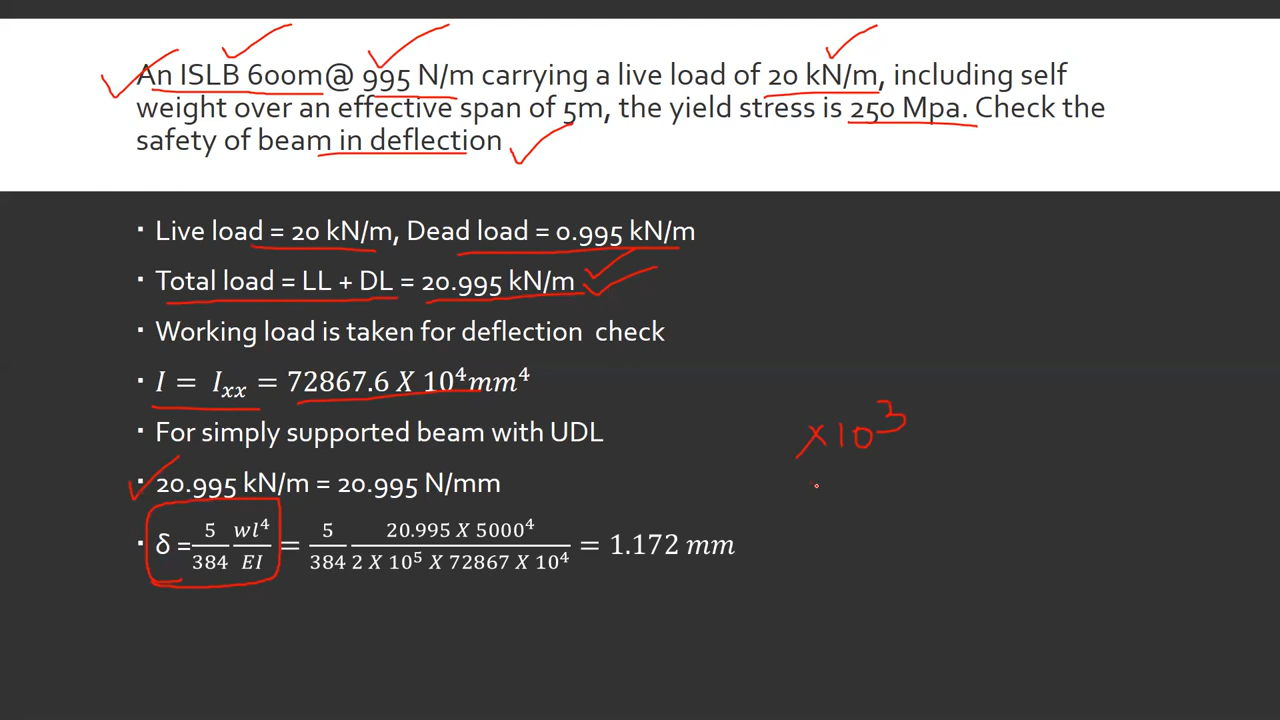 An ISLB 600m@ 995 N/m carrying a live load of 20 kN/m, including self
weight over an effective span of 5m, the yield stress is 250 Mpa. Check the
safety of beam in deflection
▪ Live load = 20 kN/m, Dead load = 0.995 kN/m
▪ Total load = LL + DL = 20.995 kN/m
▪ Working load is taken for deflection check
▪ I = Iₓₓ = 72867.6 X 10⁴mm⁴
▪ For simply supported beam with UDL
×10³
▪ 20.995 kN/m = 20.995 N/mm
▪ δ = 5/384 wl⁴/EI = 5/384 20.995 X 5000⁴/2 X 10⁵ X 72867 X 10⁴ = 1.172 mm